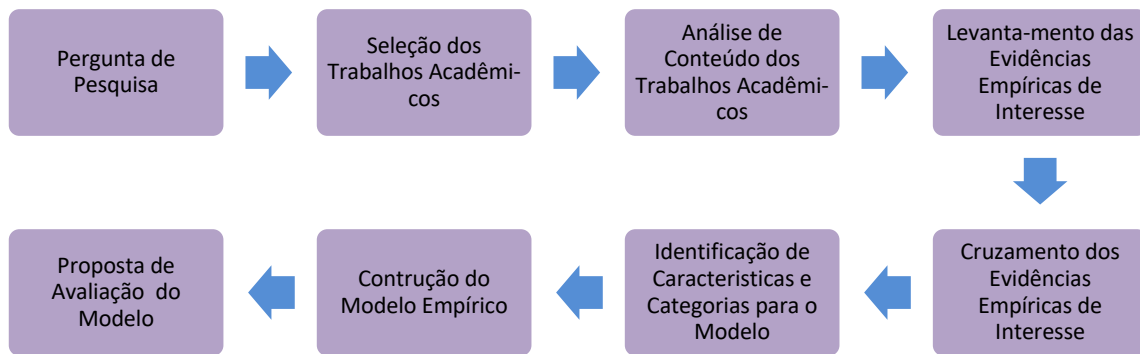 Pergunta de
Pesquisa
Seleção dos
Trabalhos Acadêmi-
cos
Análise de
Conteúdo dos
Trabalhos Acadêmi-
cos
Levanta-mento das
Evidências
Empíricas de
Interesse
Cruzamento dos
Evidências
Empíricas de
Interesse
Identificação de
Caracteristicas e
Categorias para o
Modelo
Contrução do
Modelo Empírico
Proposta de
Avaliação do
Modelo